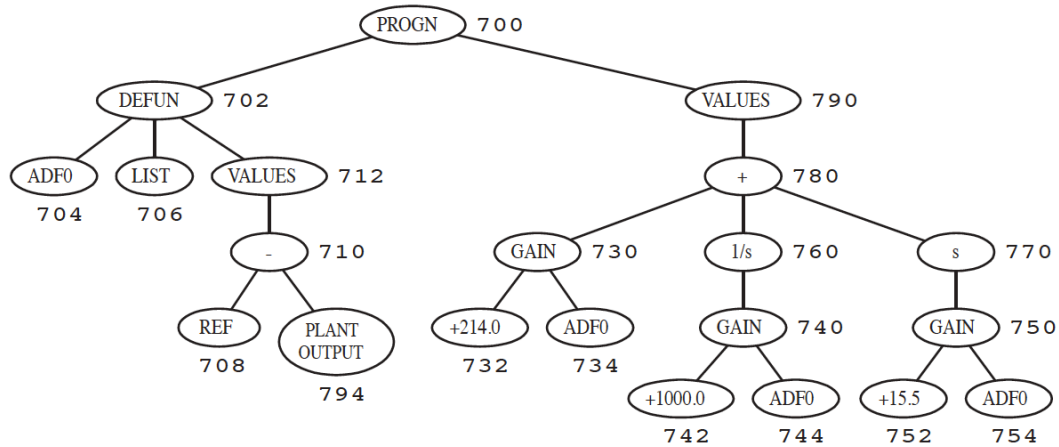 PROGN 700
DEFUN 702 VALUES 790
ADF0 LIST VALUES 712 + 780
704 706
- 710 GAIN 730 1/s 760 s 770
REF PLANT OUTPUT +214.0 ADF0 GAIN 740 GAIN 750
708 794 732 734
+1000.0 ADF0 +15.5 ADF0
742 744 752 754